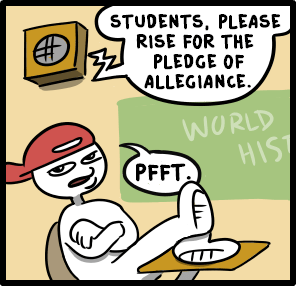 STUDENTS, PLEASE
RISE FOR THE
PLEDGE OF
ALLEGIANCE.
WORLD
HIST
PFFT.